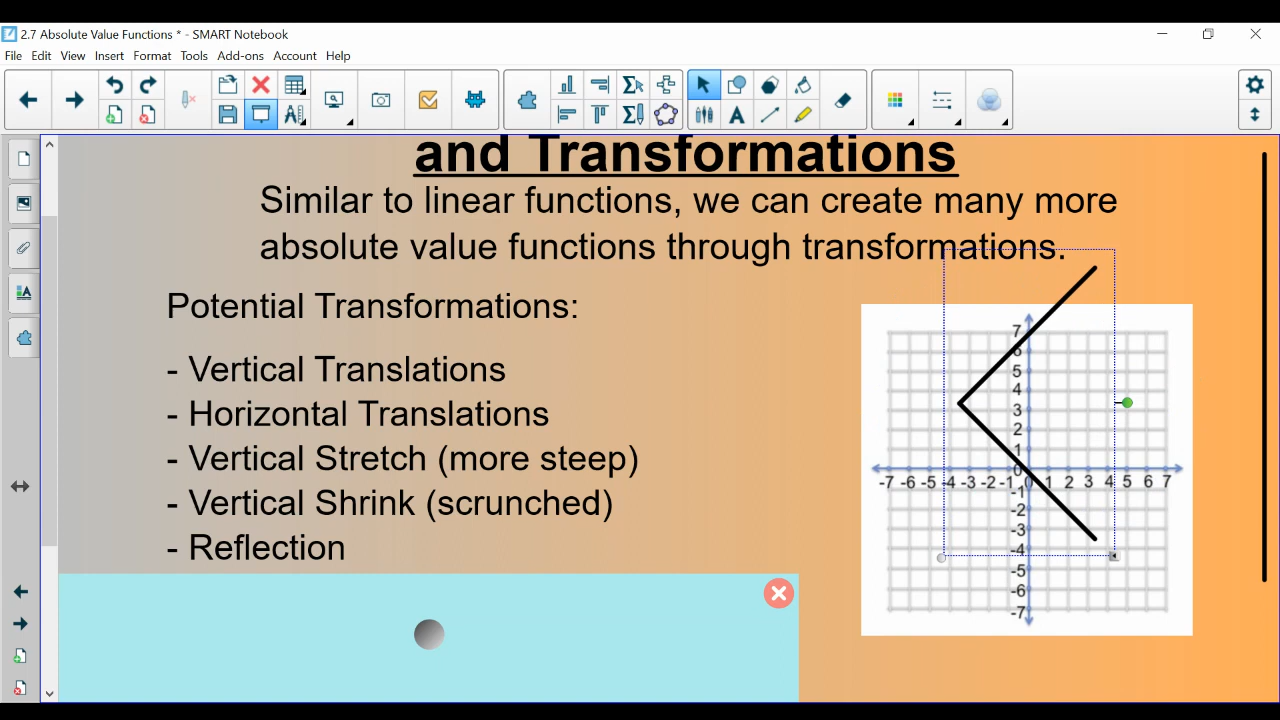 2.7 Absolute Value Functions * - SMART Notebook
File Edit View Insert Format Tools Add-ons Account Help
and Transformations
Similar to linear functions, we can create many more
absolute value functions through transformations.
Potential Transformations:
- Vertical Translations
- Horizontal Translations
- Vertical Stretch (more steep)
- Vertical Shrink (scrunched)
- Reflection
7
6
5
4
3
2
1
0
-7 -6 -5 -4 -3 -2 -1 0 1 2 3 4 5 6 7
-1
-2
-3
-4
-5
-6
-7